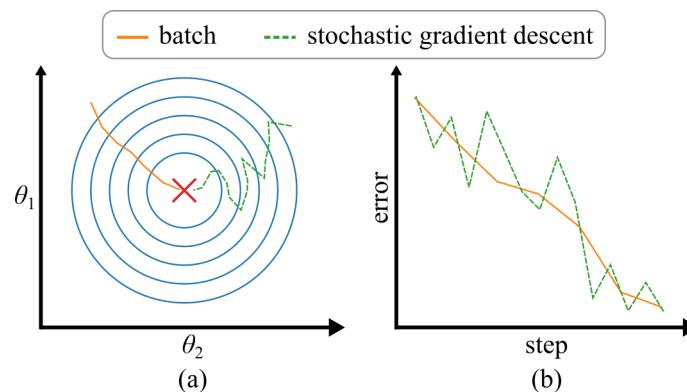 batch
stochastic gradient descent
θ1
θ2
(a)
error
step
(b)